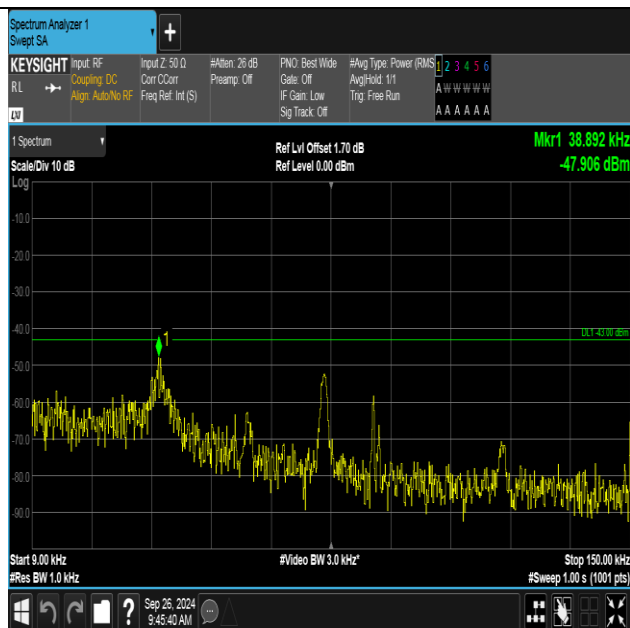 Spectrum Analyzer 1
Swept SA
+
KEYSIGHT Input: RF Input Z: 50 Ω #Atten: 26 dB PNO: Best Wide #Avg Type: Power (RMS 1 2 3 4 5 6
RL Coupling: DC Corr CCorr Preamp: Off Gate: Off Avg|Hold: 1/1 A W W W W W
Align: Auto/No RF Freq Ref: Int (S) IF Gain: Low Trig: Free Run
LXI Sig Track: Off A A A A A A
1 Spectrum Ref Lvl Offset 1.70 dB Mkr1 38.892 kHz
Scale/Div 10 dB Ref Level 0.00 dBm -47.906 dBm
Log
-10.0
-20.0
-30.0
-40.0
DL1 -43.00 dBm
1
-50.0
-60.0
-70.0
-80.0
-90.0
Start 9.00 kHz #Video BW 3.0 kHz* Stop 150.00 kHz
#Res BW 1.0 kHz #Sweep 1.00 s (1001 pts)
? Sep 26, 2024
9:45:40 AM